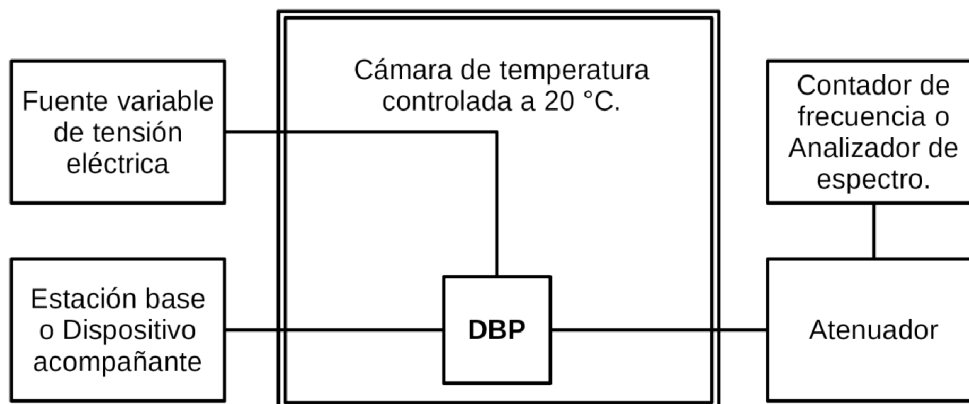 Fuente variable
de tensión
eléctrica
Cámara de temperatura
controlada a 20 °C.
Contador de
frecuencia o
Analizador de
espectro.
Estación base
o Dispositivo
acompañante
DBP
Atenuador